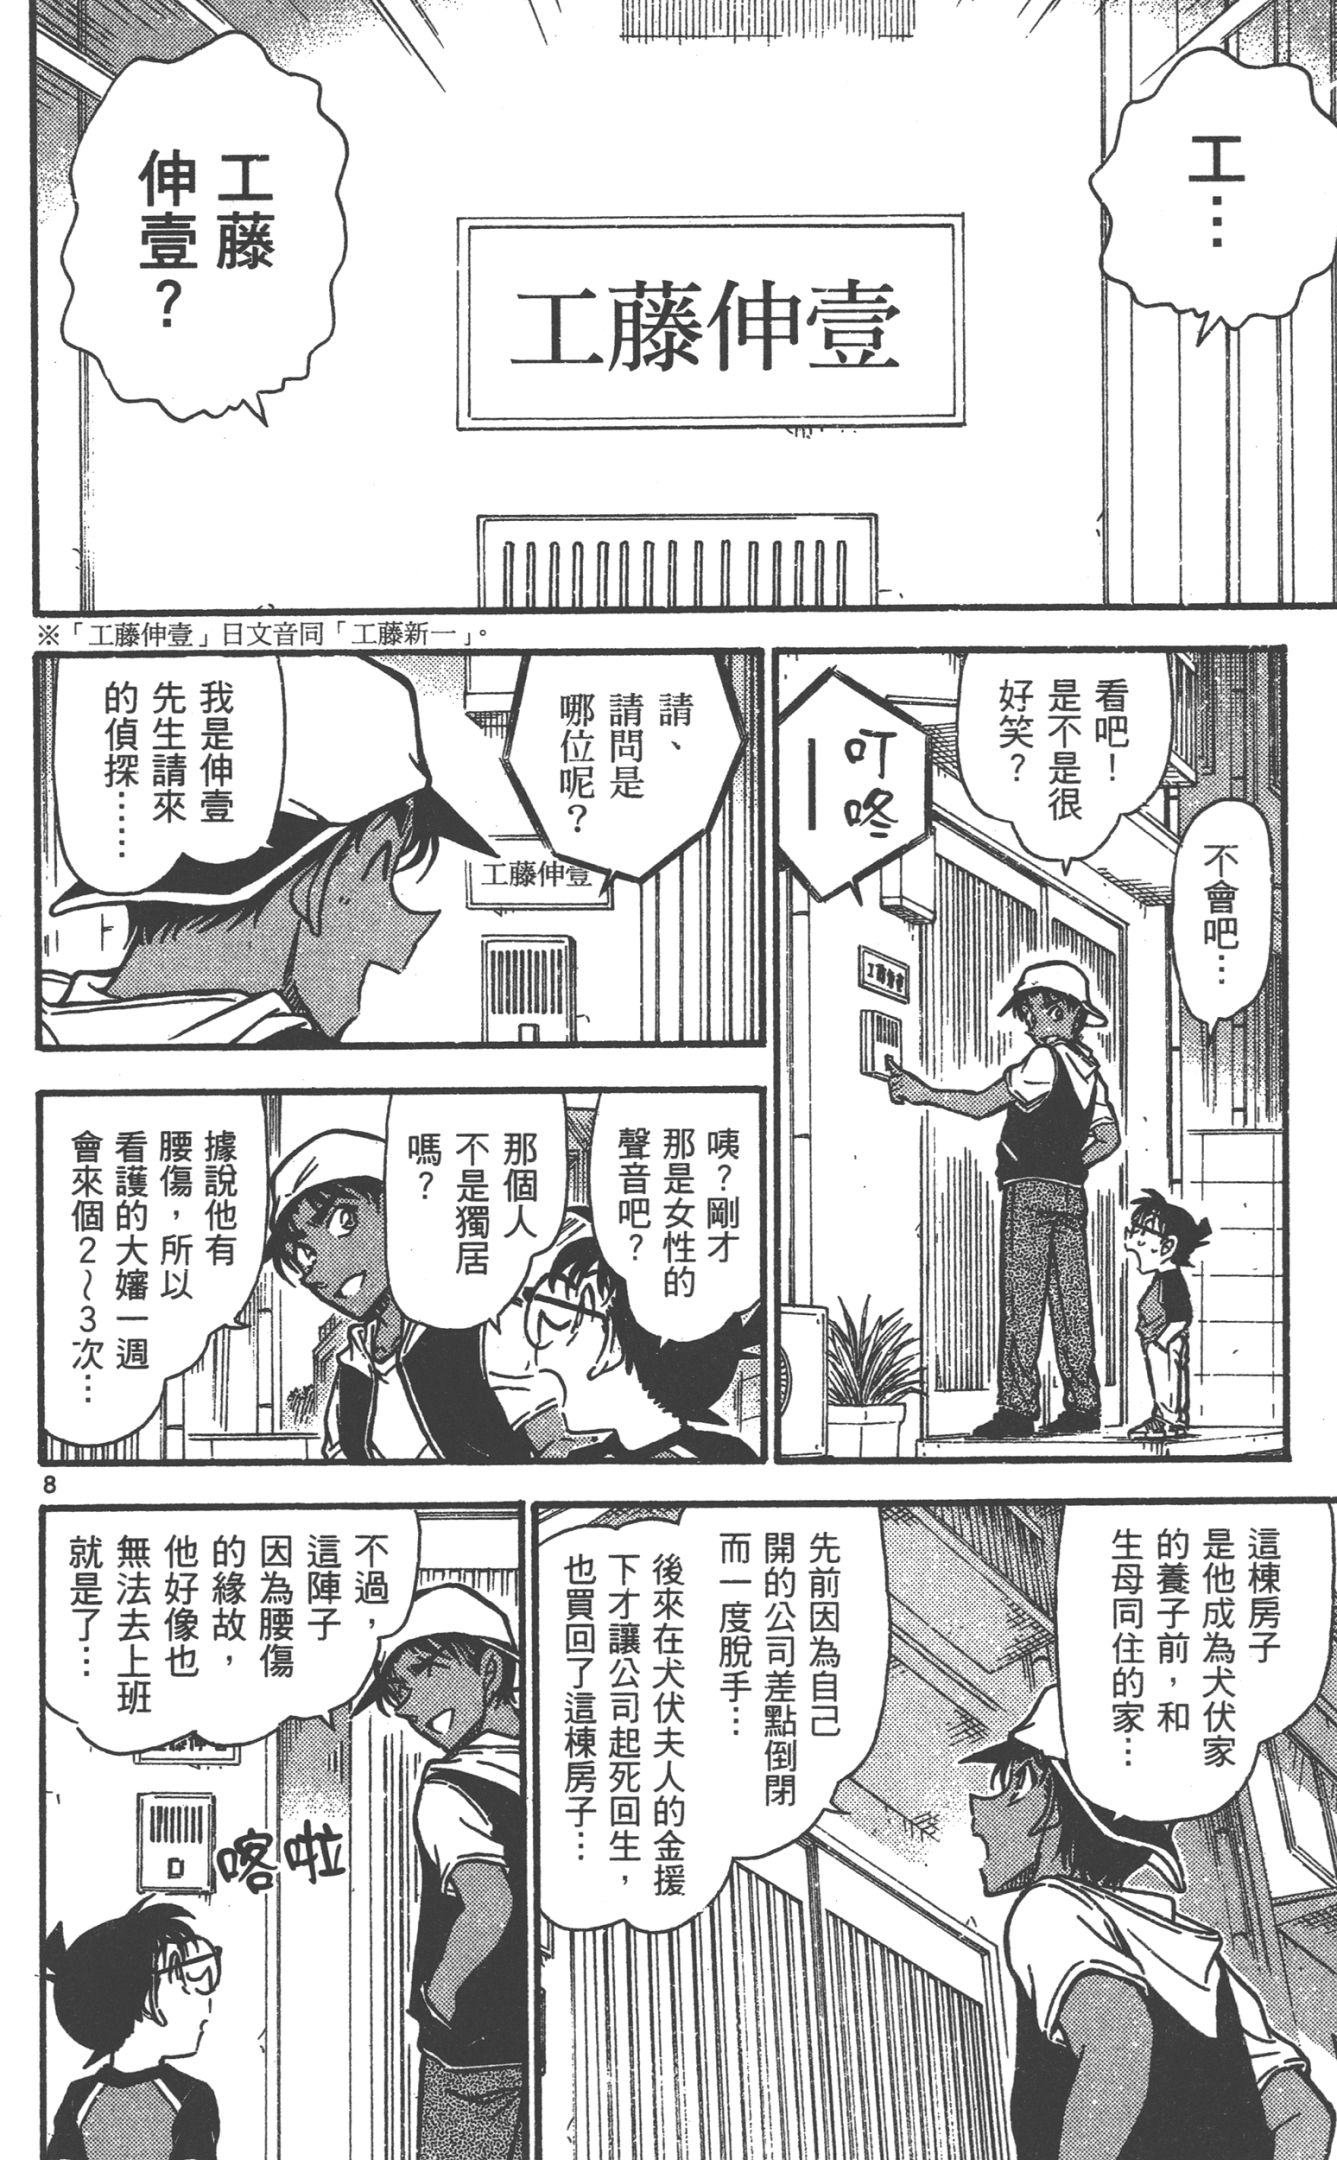 工…
工藤伸壹
工藤
伸壹？
※「工藤伸壹」日文音同「工藤新一」。
看吧！
是不是很
好笑？
不會吧…
叮咚
工藤伸壹
請、
請問是
哪位呢？
工藤伸壹
我是伸壹
先生請來
的偵探……
咦？剛才
那是女性的
聲音吧？
那個人
不是獨居
嗎？
據說他有
腰傷，所以
看護的大嬸一週
會來個2～3次…
8
這棟房子
是他成為犬伏家
的養子前，和
生母同住的家…
先前因為自己
開的公司差點倒閉
而一度脫手…
後來在犬伏夫人的金援
下才讓公司起死回生，
也買回了這棟房子…
不過，
這陣子
因為腰傷
的緣故，
他好像也
無法去上班
就是了…
喀啦